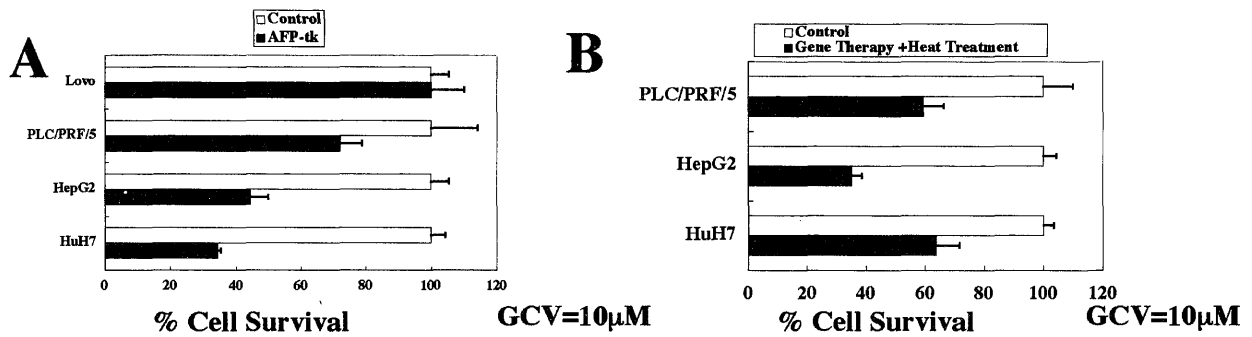 A
Control
AFP-tk
Lovo
PLC/PRF/5
HepG2
HuH7
0 20 40 60 80 100 120
% Cell Survival
GCV=10μM
B
Control
Gene Therapy +Heat Treatment
PLC/PRF/5
HepG2
HuH7
0 20 40 60 80 100 120
% Cell Survival
GCV=10μM